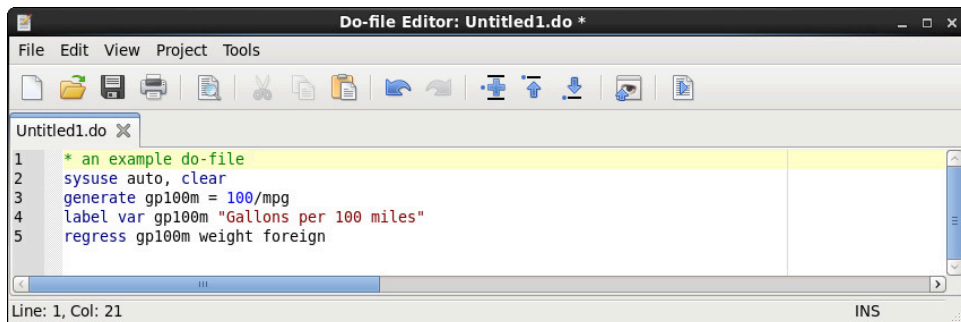 Do-file Editor: Untitled1.do *
File Edit View Project Tools
Untitled1.do
1 * an example do-file
2 sysuse auto, clear
3 generate gp100m = 100/mpg
4 label var gp100m "Gallons per 100 miles"
5 regress gp100m weight foreign
Line: 1, Col: 21 INS